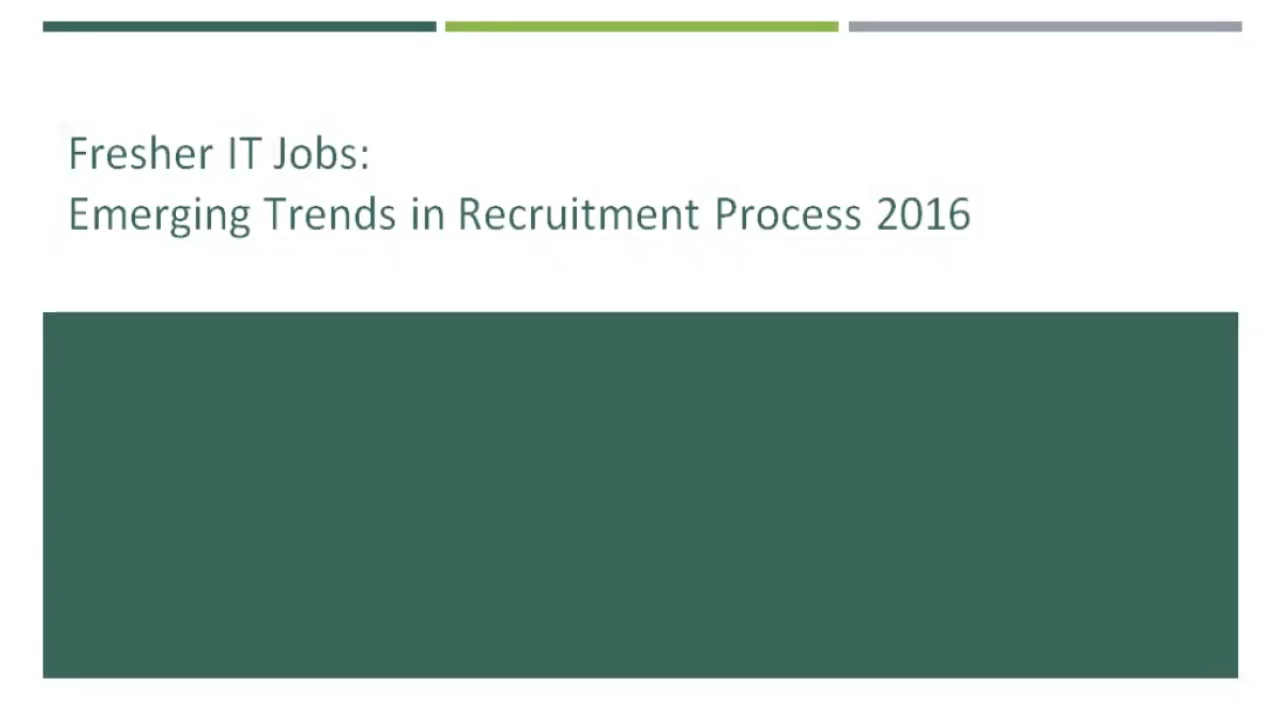 Fresher IT Jobs:
Emerging Trends in Recruitment Process 2016